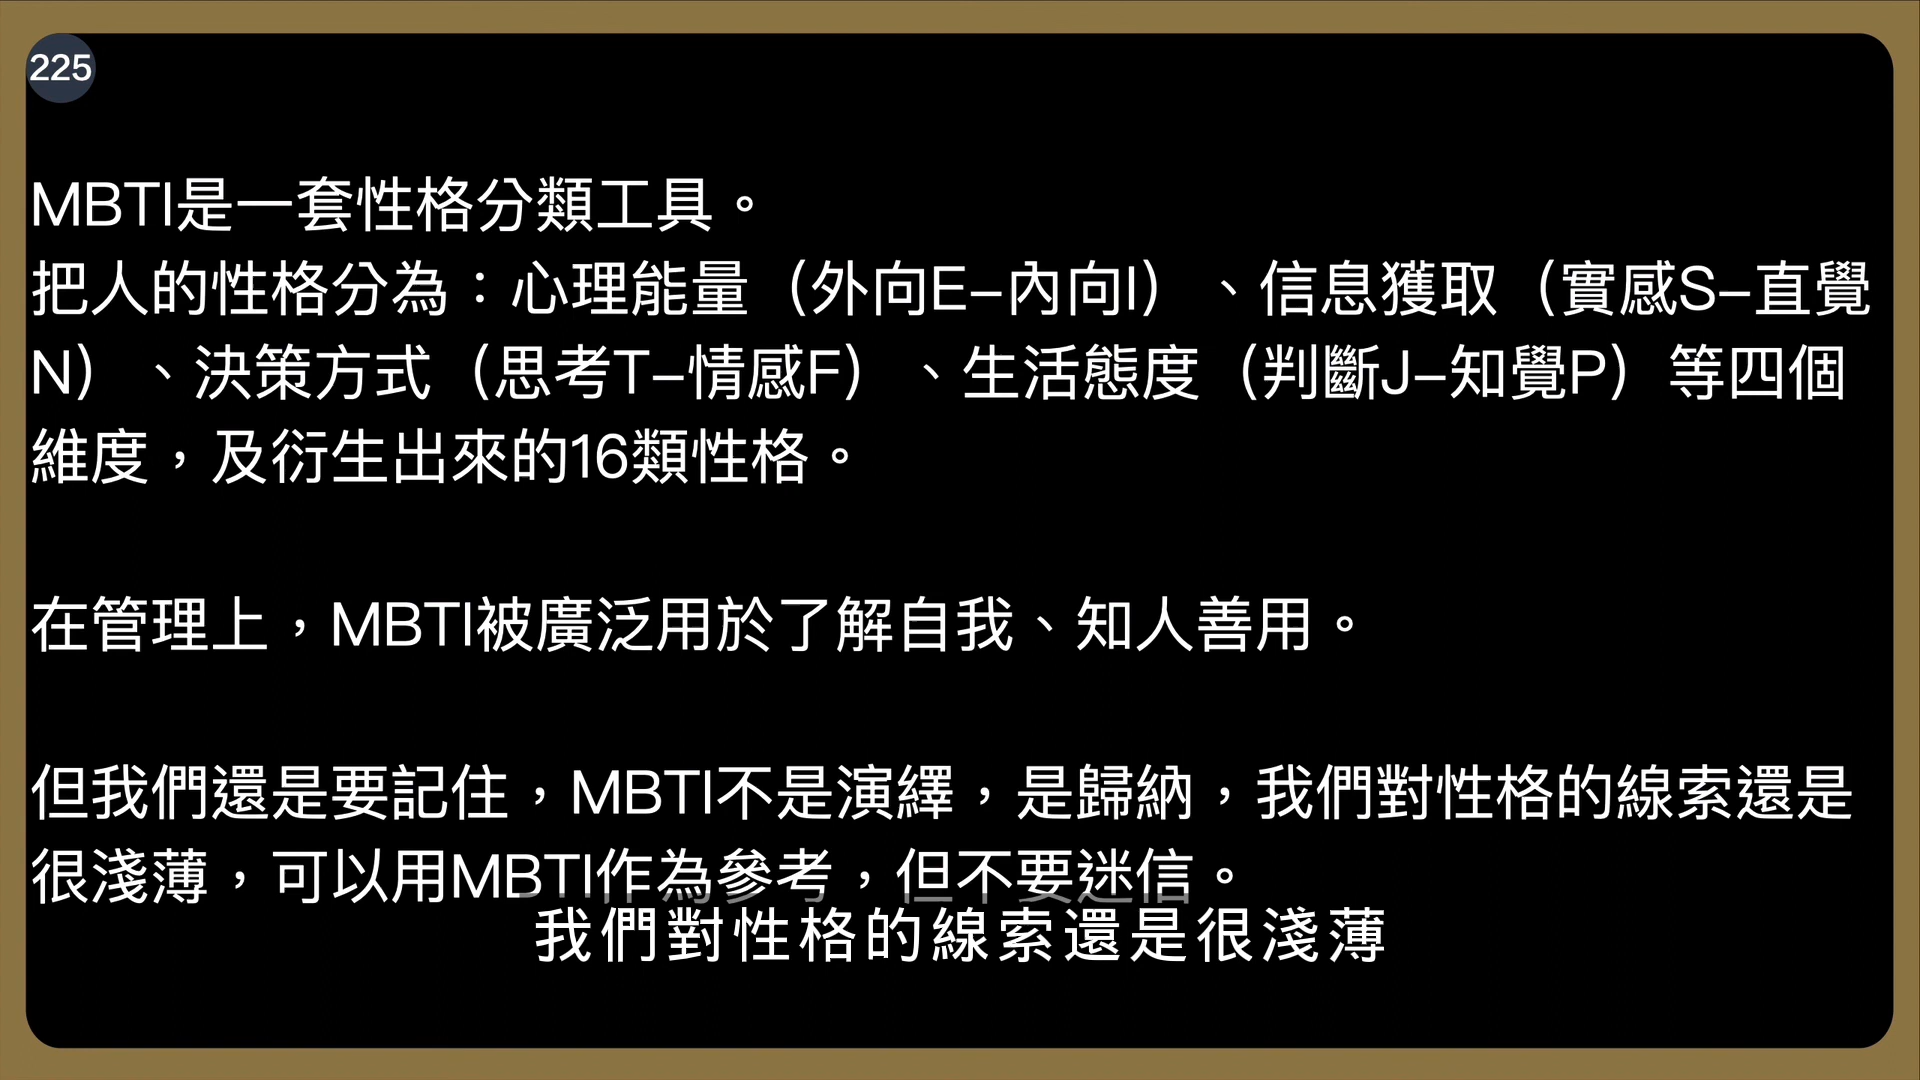 225
MBTI是一套性格分類工具。
把人的性格分為：心理能量（外向E–內向I）、信息獲取（實感S–直覺
N）、決策方式（思考T–情感F）、生活態度（判斷J–知覺P）等四個
維度，及衍生出來的16類性格。
在管理上，MBTI被廣泛用於了解自我、知人善用。
但我們還是要記住，MBTI不是演繹，是歸納，我們對性格的線索還是
很淺薄，可以用MBTI作為參考，但不要迷信。
我們對性格的線索還是很淺薄